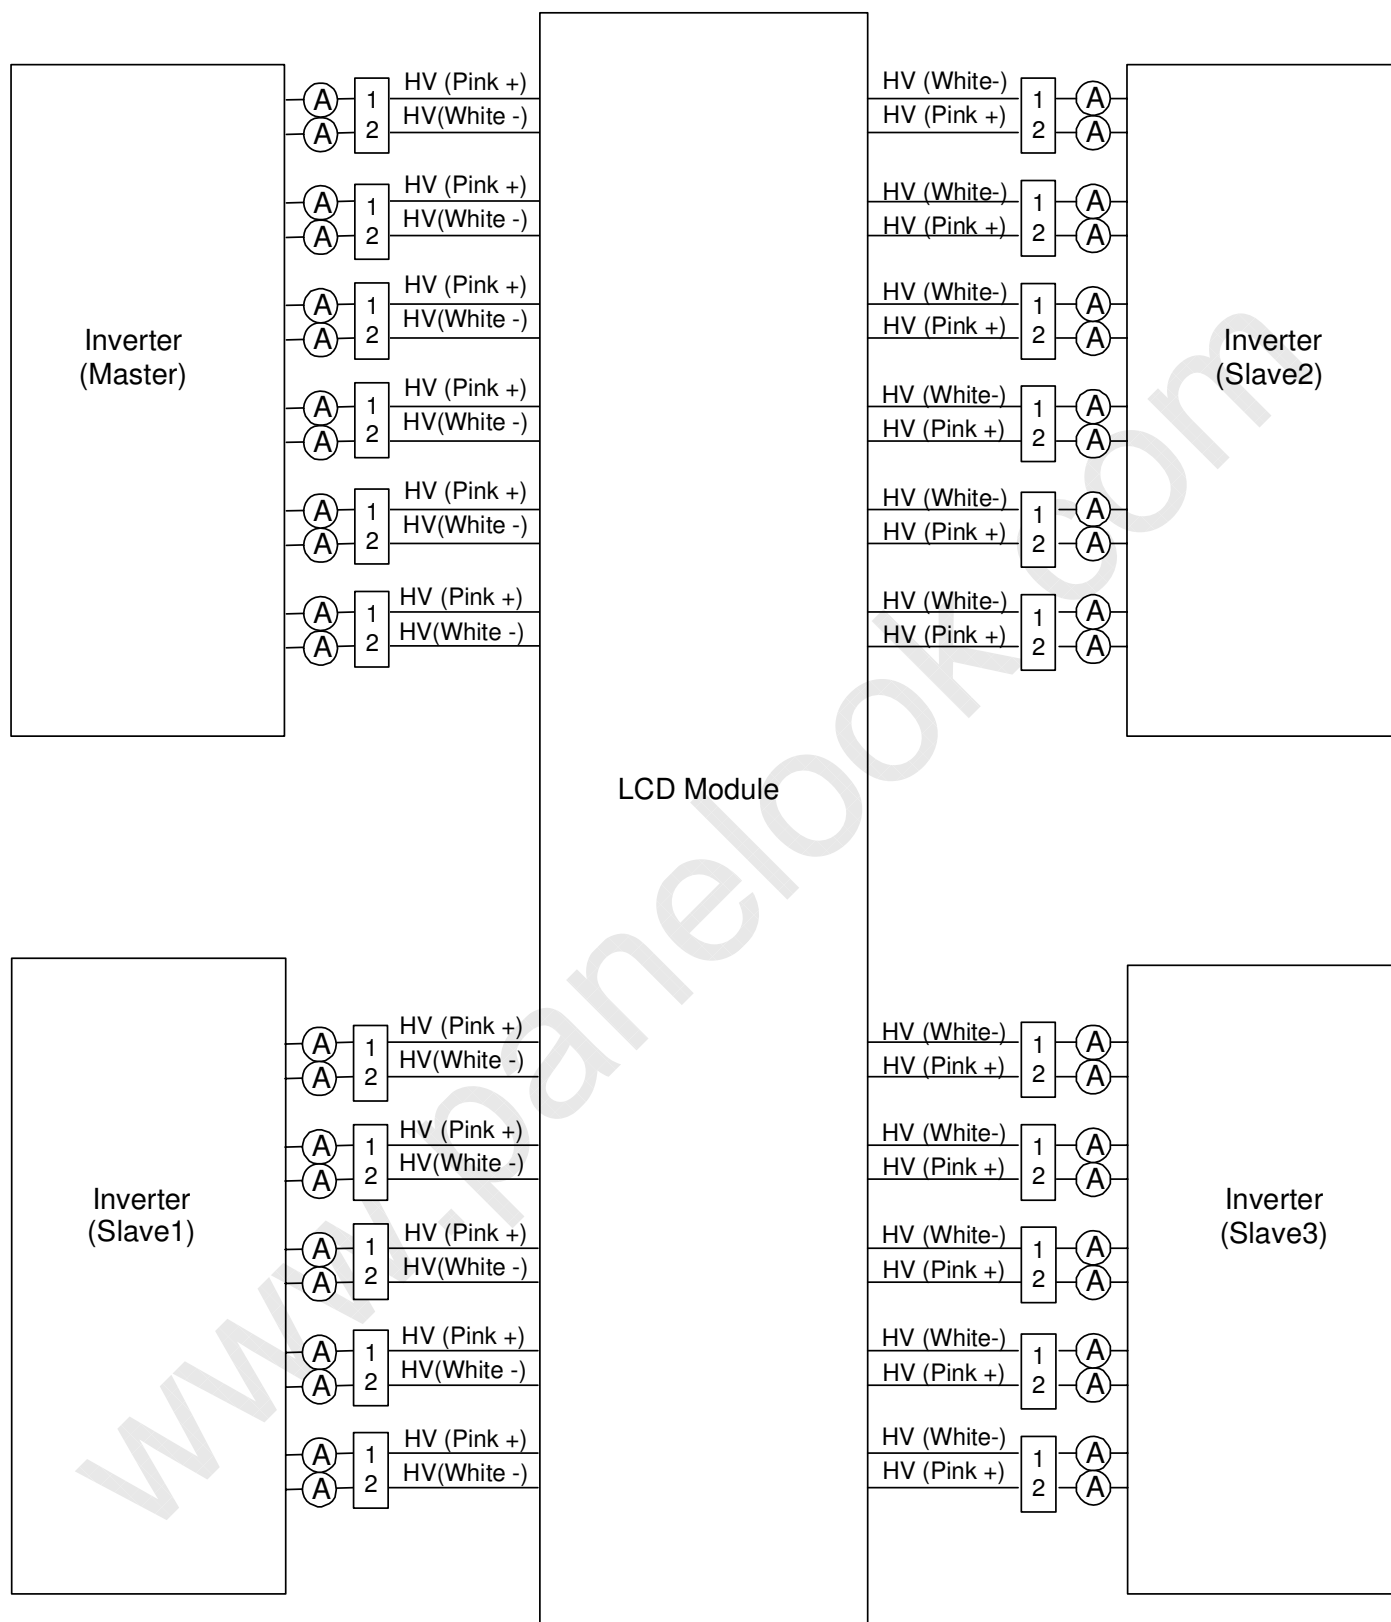 A 1 HV (Pink +)
A 2 HV(White -)
A 1 HV (Pink +)
A 2 HV(White -)
A 1 HV (Pink +)
A 2 HV(White -)
A 1 HV (Pink +)
A 2 HV(White -)
A 1 HV (Pink +)
A 2 HV(White -)
A 1 HV (Pink +)
A 2 HV(White -)
Inverter
(Master)
HV (White-) 1 A
HV (Pink +) 2 A
HV (White-) 1 A
HV (Pink +) 2 A
HV (White-) 1 A
HV (Pink +) 2 A
HV (White-) 1 A
HV (Pink +) 2 A
HV (White-) 1 A
HV (Pink +) 2 A
HV (White-) 1 A
HV (Pink +) 2 A
Inverter
(Slave2)
LCD Module
A 1 HV (Pink +)
A 2 HV(White -)
A 1 HV (Pink +)
A 2 HV(White -)
A 1 HV (Pink +)
A 2 HV(White -)
A 1 HV (Pink +)
A 2 HV(White -)
A 1 HV (Pink +)
A 2 HV(White -)
Inverter
(Slave1)
HV (White-) 1 A
HV (Pink +) 2 A
HV (White-) 1 A
HV (Pink +) 2 A
HV (White-) 1 A
HV (Pink +) 2 A
HV (White-) 1 A
HV (Pink +) 2 A
HV (White-) 1 A
HV (Pink +) 2 A
Inverter
(Slave3)
www.panelook.com